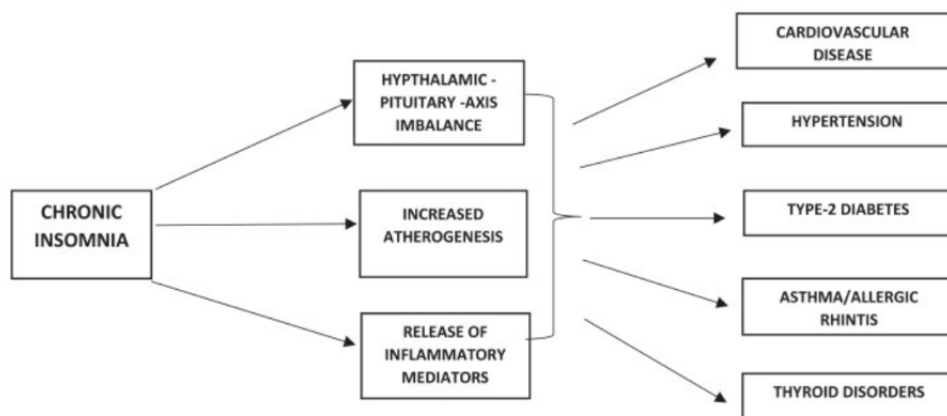 CHRONIC
INSOMNIA
HYPTHALAMIC -
PITUITARY -AXIS
IMBALANCE
INCREASED
ATHEROGENESIS
RELEASE OF
INFLAMMATORY
MEDIATORS
CARDIOVASCULAR
DISEASE
HYPERTENSION
TYPE-2 DIABETES
ASTHMA/ALLERGIC
RHINTIS
THYROID DISORDERS